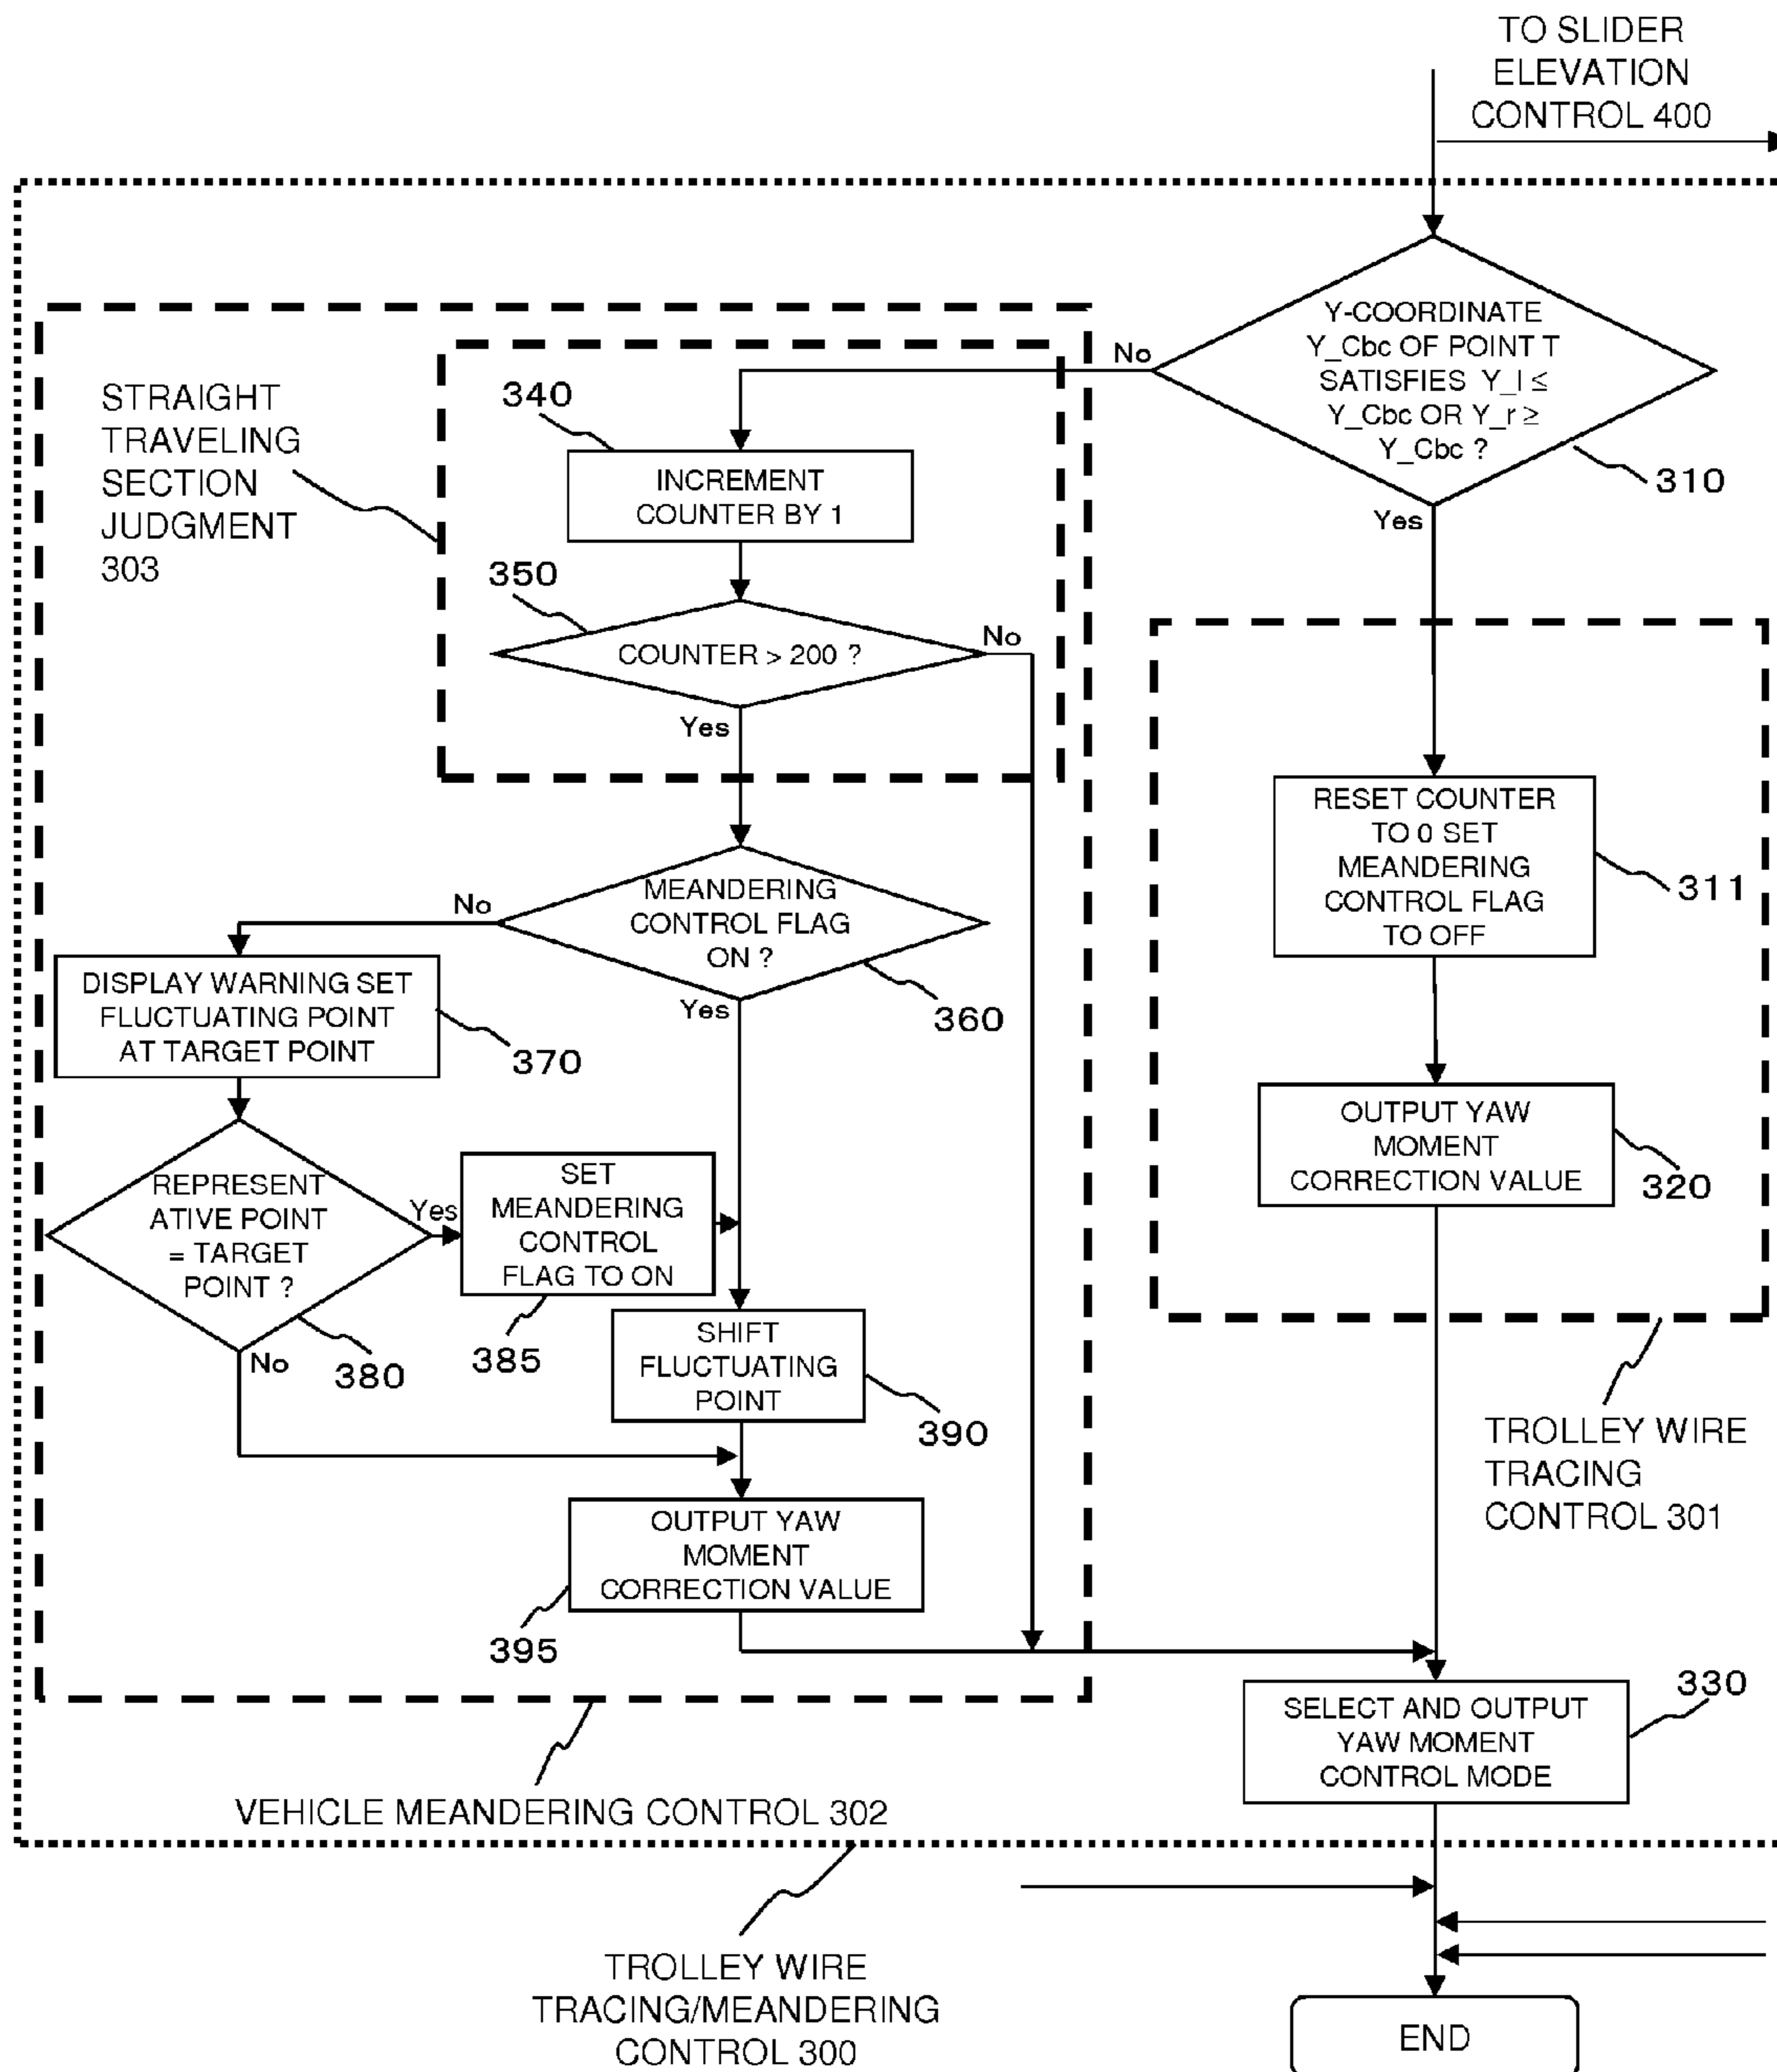 TO SLIDER
ELEVATION
CONTROL 400
Y-COORDINATE
Y_Cbc OF POINT T
SATISFIES Y_l ≤
Y_Cbc OR Y_r ≥
Y_Cbc ?
310
No
Yes
STRAIGHT
TRAVELING
SECTION
JUDGMENT
303
340
INCREMENT
COUNTER BY 1
350
COUNTER > 200 ?
No
Yes
RESET COUNTER
TO 0 SET
MEANDERING
CONTROL FLAG
TO OFF
311
MEANDERING
CONTROL FLAG
ON ?
No
Yes
360
DISPLAY WARNING SET
FLUCTUATING POINT
AT TARGET POINT
370
OUTPUT YAW
MOMENT
CORRECTION VALUE
320
REPRESENT
ATIVE POINT
= TARGET
POINT ?
Yes
No
380
SET
MEANDERING
CONTROL
FLAG TO ON
385
SHIFT
FLUCTUATING
POINT
390
TROLLEY WIRE
TRACING
CONTROL 301
OUTPUT YAW
MOMENT
CORRECTION VALUE
395
330
SELECT AND OUTPUT
YAW MOMENT
CONTROL MODE
VEHICLE MEANDERING CONTROL 302
TROLLEY WIRE
TRACING/MEANDERING
CONTROL 300
END